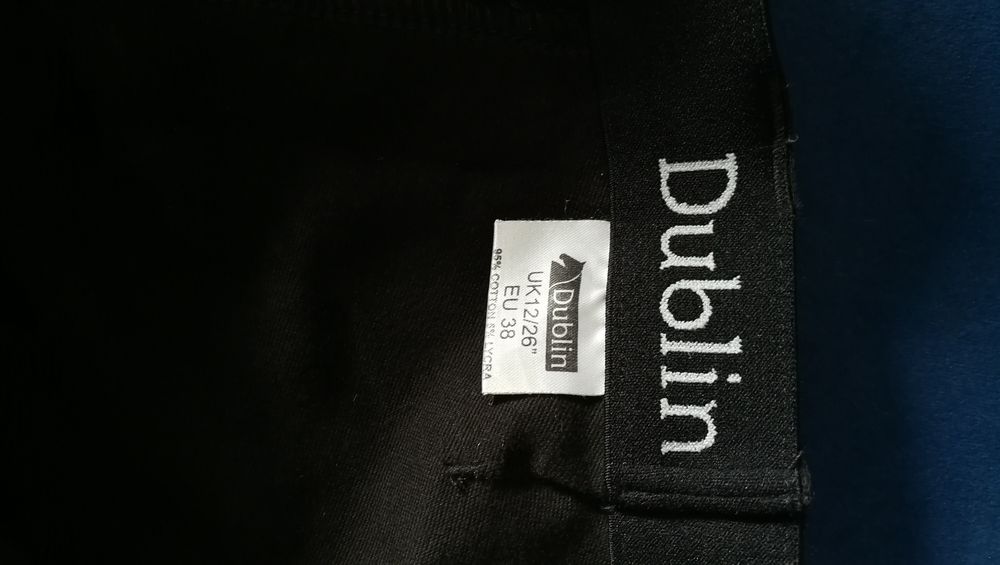 Dublin
Dublin
UK12/26"
EU 38
95% COTTON 5% LYCRA